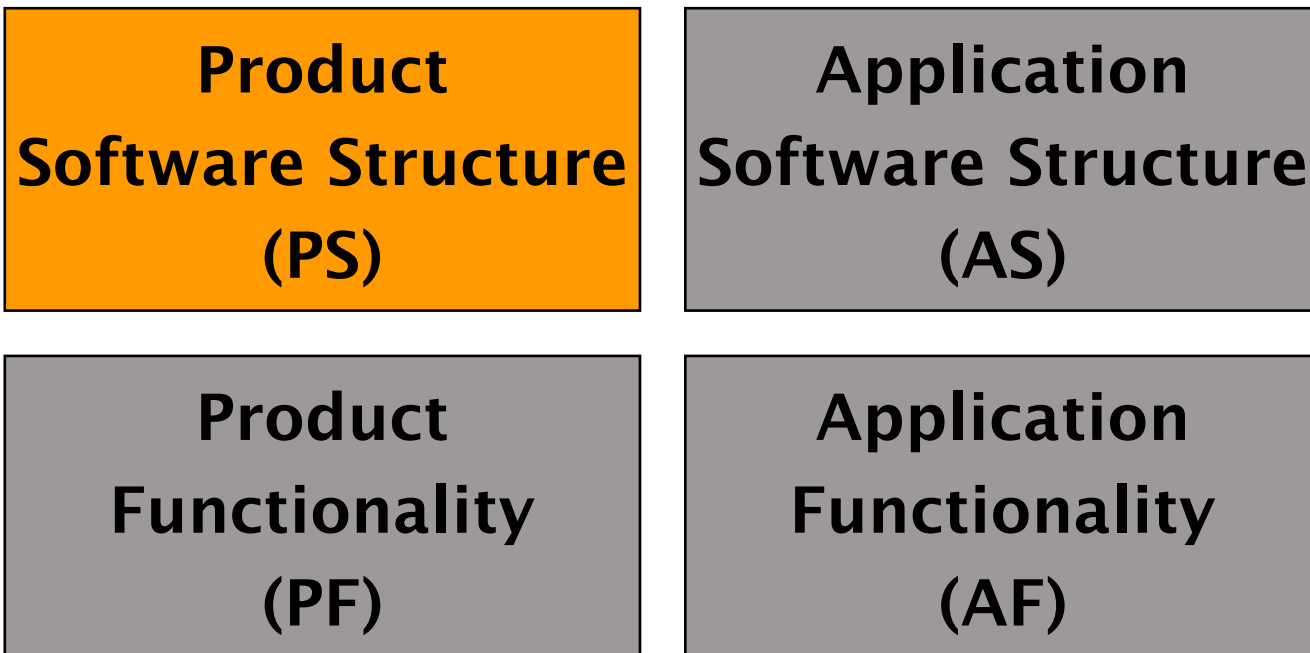 Product
Software Structure
(PS)
Application
Software Structure
(AS)
Product
Functionality
(PF)
Application
Functionality
(AF)